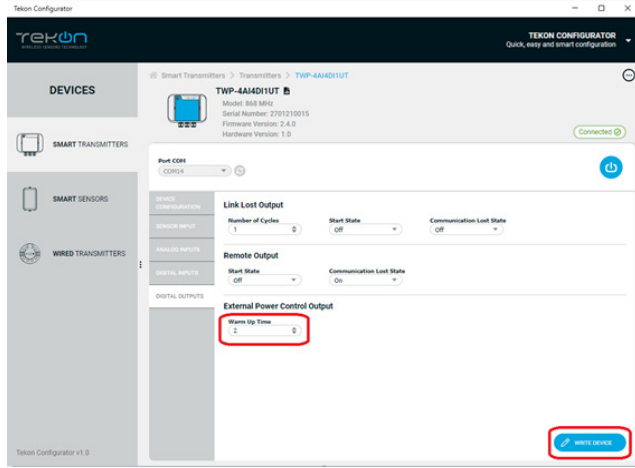 Tekon Configurator
TEKON
WIRELESS SENSORS TECHNOLOGY
TEKON CONFIGURATOR
Quick, easy and smart configuration
DEVICES
SMART TRANSMITTERS
SMART SENSORS
WIRED TRANSMITTERS
Smart Transmitters > Transmitters > TWP-4AI4DI1UT
TWP-4AI4DI1UT
Model: 868 MHz
Serial Number: 2701210015
Firmware Version: 2.4.0
Hardware Version: 1.0
Connected
Port COM
COM14
DEVICE
CONFIGURATION
SENSOR INPUT
ANALOG INPUTS
DIGITAL INPUTS
DIGITAL OUTPUTS
Link Lost Output
Number of Cycles Start State Communication Lost State
1 Off Off
Remote Output
Start State Communication Lost State
Off On
External Power Control Output
Warm Up Time
2
WRITE DEVICE
Tekon Configurator v1.0